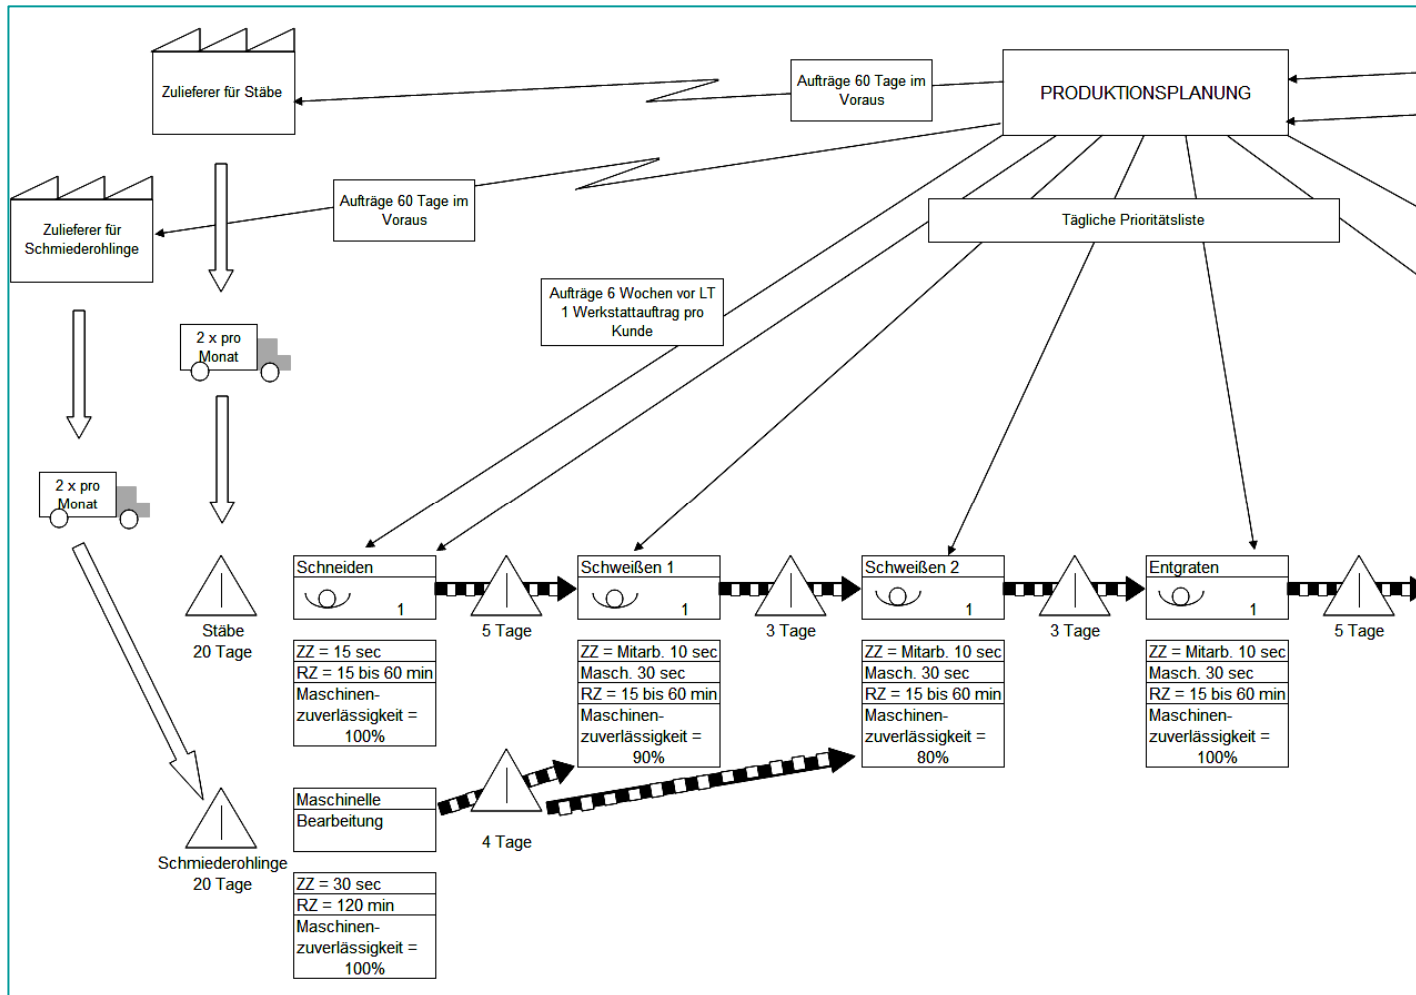 Zulieferer für Stäbe
Aufträge 60 Tage im
Voraus
PRODUKTIONSPLANUNG
Zulieferer für
Schmiederohlinge
Aufträge 60 Tage im
Voraus
Tägliche Prioritätsliste
Aufträge 6 Wochen vor LT
1 Werkstattauftrag pro
Kunde
2 x pro
Monat
2 x pro
Monat
Schneiden
1
Schweißen 1
1
Schweißen 2
1
Entgraten
1
Stäbe
20 Tage
5 Tage
3 Tage
3 Tage
5 Tage
ZZ = 15 sec
RZ = 15 bis 60 min
Maschinen-
zuverlässigkeit =
100%
ZZ = Mitarb. 10 sec
Masch. 30 sec
RZ = 15 bis 60 min
Maschinen-
zuverlässigkeit =
90%
ZZ = Mitarb. 10 sec
Masch. 30 sec
RZ = 15 bis 60 min
Maschinen-
zuverlässigkeit =
80%
ZZ = Mitarb. 10 sec
Masch. 30 sec
RZ = 15 bis 60 min
Maschinen-
zuverlässigkeit =
100%
Maschinelle
Bearbeitung
4 Tage
Schmiederohlinge
20 Tage
ZZ = 30 sec
RZ = 120 min
Maschinen-
zuverlässigkeit =
100%